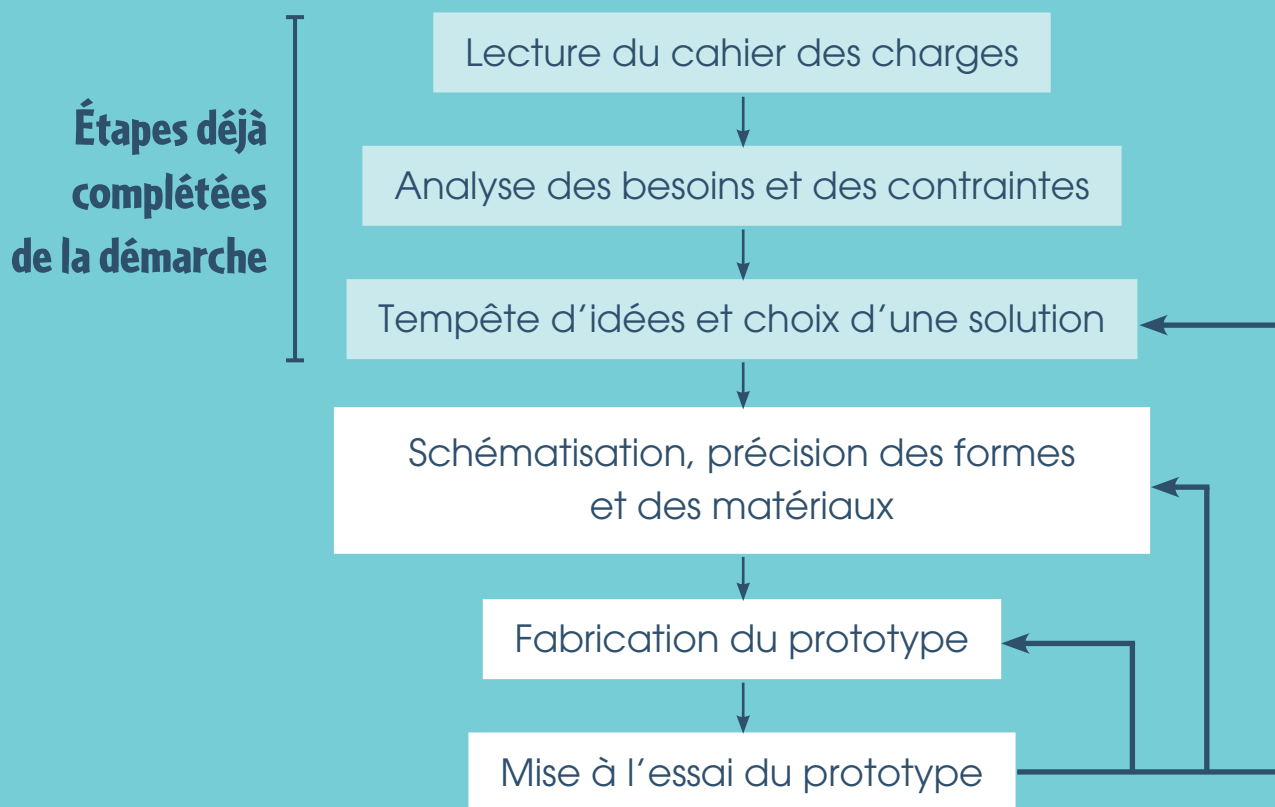 Lecture du cahier des charges
Étapes déjà
complétées
de la démarche
Analyse des besoins et des contraintes
Tempête d’idées et choix d’une solution
Schématisation, précision des formes
et des matériaux
Fabrication du prototype
Mise à l’essai du prototype